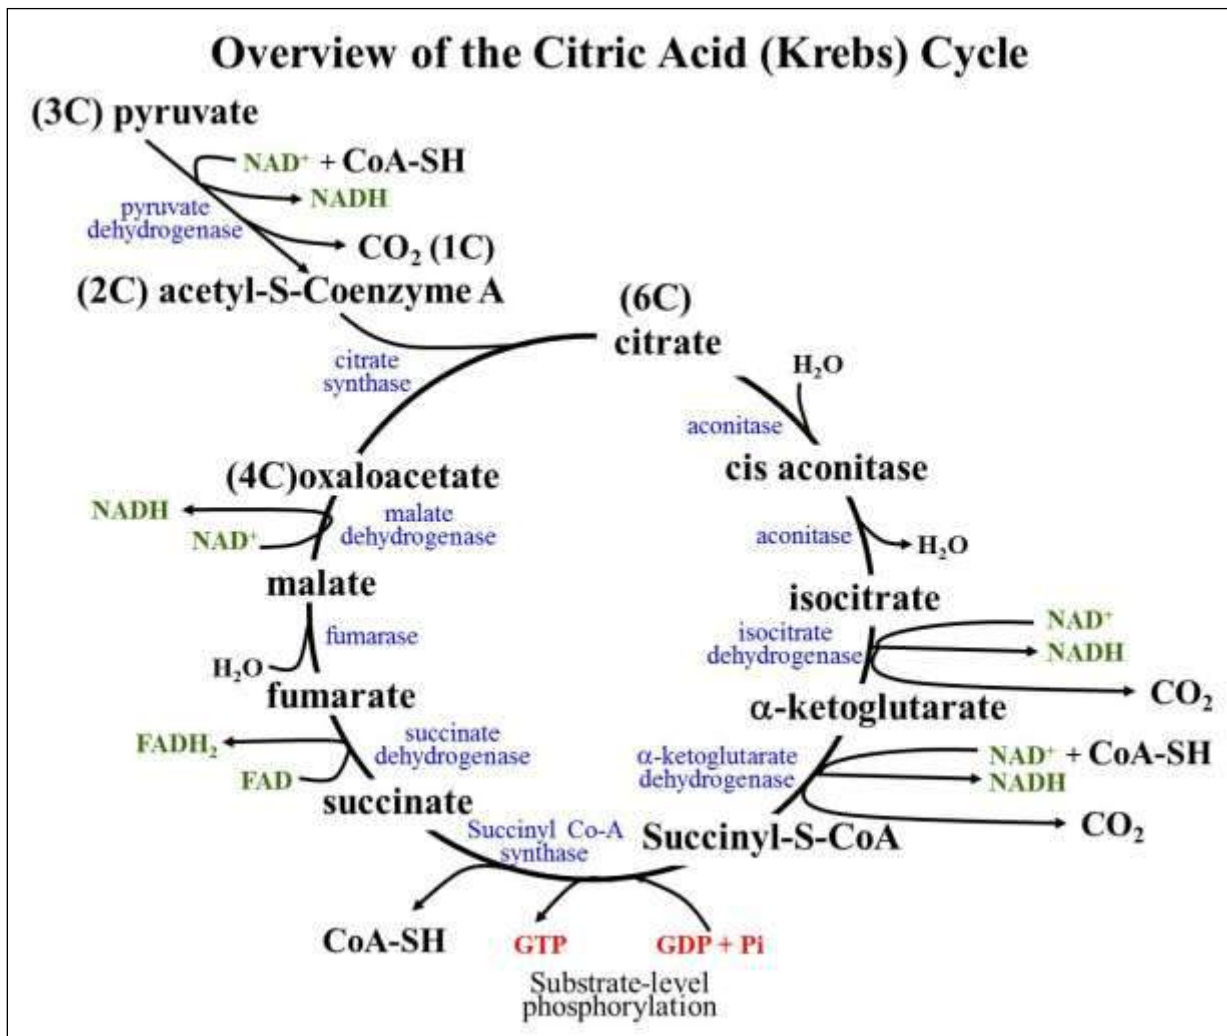 Overview of the Citric Acid (Krebs) Cycle
(3C) pyruvate
NAD⁺ + CoA-SH
NADH
pyruvate
dehydrogenase
CO₂ (1C)
(2C) acetyl-S-Coenzyme A
(6C)
citrate
citrate
synthase
H₂O
aconitase
cis aconitase
(4C)oxaloacetate
NADH
NAD⁺
malate
dehydrogenase
aconitase
H₂O
malate
isocitrate
fumarase
H₂O
isocitrate
dehydrogenase
NAD⁺
NADH
CO₂
fumarate
α-ketoglutarate
FADH₂
FAD
succinate
dehydrogenase
α-ketoglutarate
dehydrogenase
NAD⁺ + CoA-SH
NADH
CO₂
succinate
Succinyl-S-CoA
Succinyl Co-A
synthase
CoA-SH
GTP
GDP + Pi
Substrate-level
phosphorylation